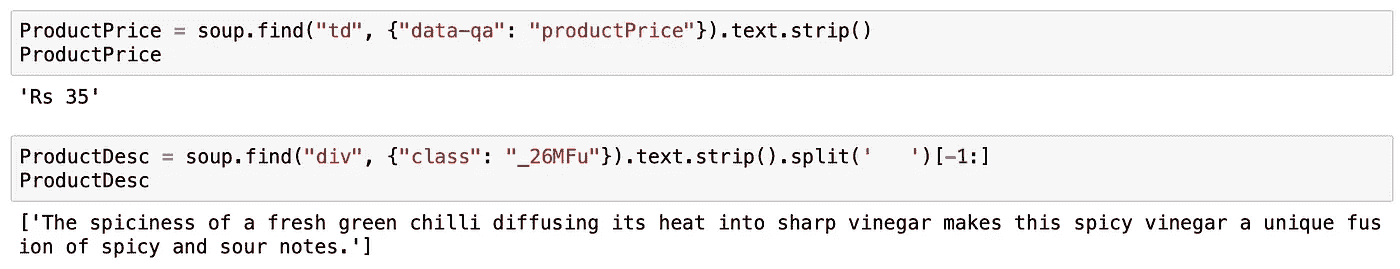 ProductPrice = soup.find("td", {"data-qa": "productPrice"}).text.strip()
ProductPrice
'Rs 35'
ProductDesc = soup.find("div", {"class": "_26MFu"}).text.strip().split('   ')[-1:]
ProductDesc
['The spiciness of a fresh green chilli diffusing its heat into sharp vinegar makes this spicy vinegar a unique fus
ion of spicy and sour notes.']